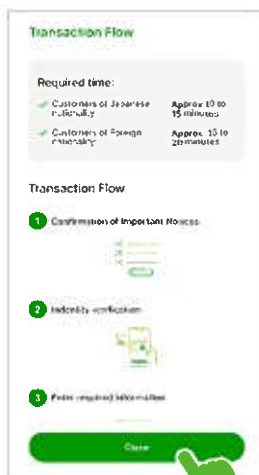 Transaction Flow
Required time:
Customers of Japanese
nationality
Approx 10 to
15 minutes
Customers of Foreign
nationality
Approx 15 to
20 minutes
Transaction Flow
1 Confirmation of Important Notices
2 Indentity verification
3 Enter required information
Close